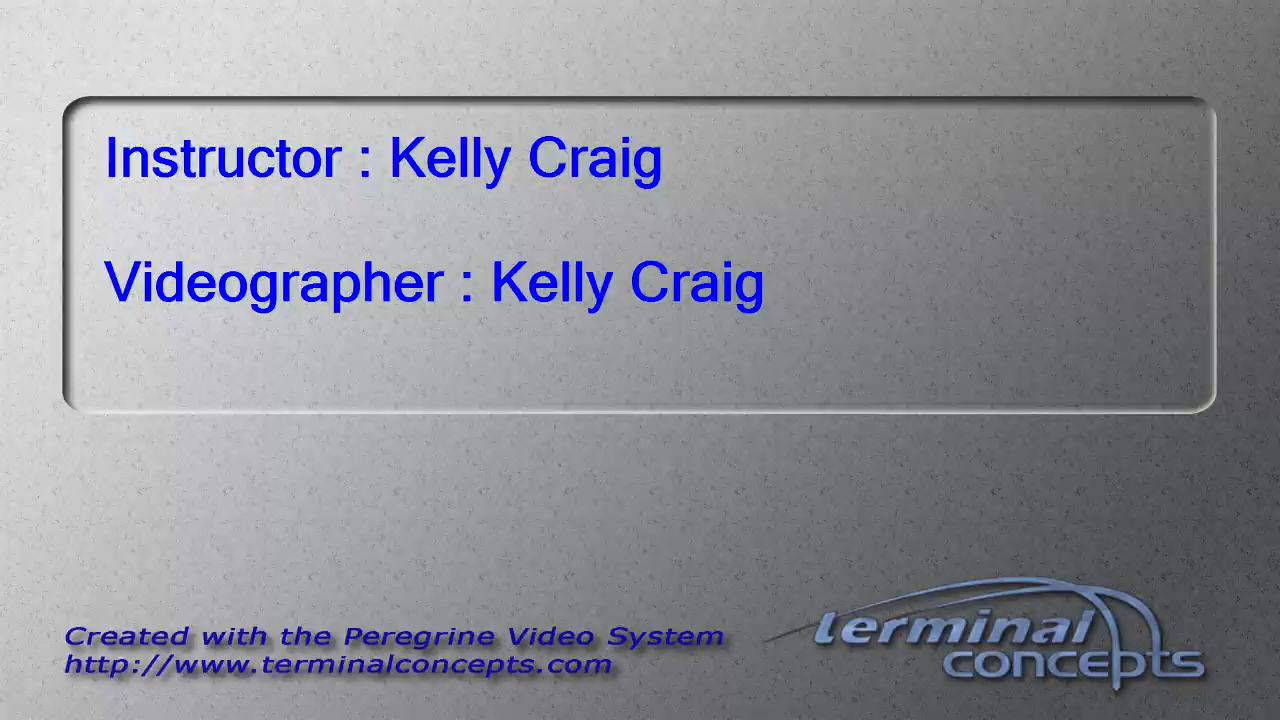 Instructor : Kelly Craig
Videographer : Kelly Craig
Created with the Peregrine Video System
http://www.terminalconcepts.com
terminal
concepts